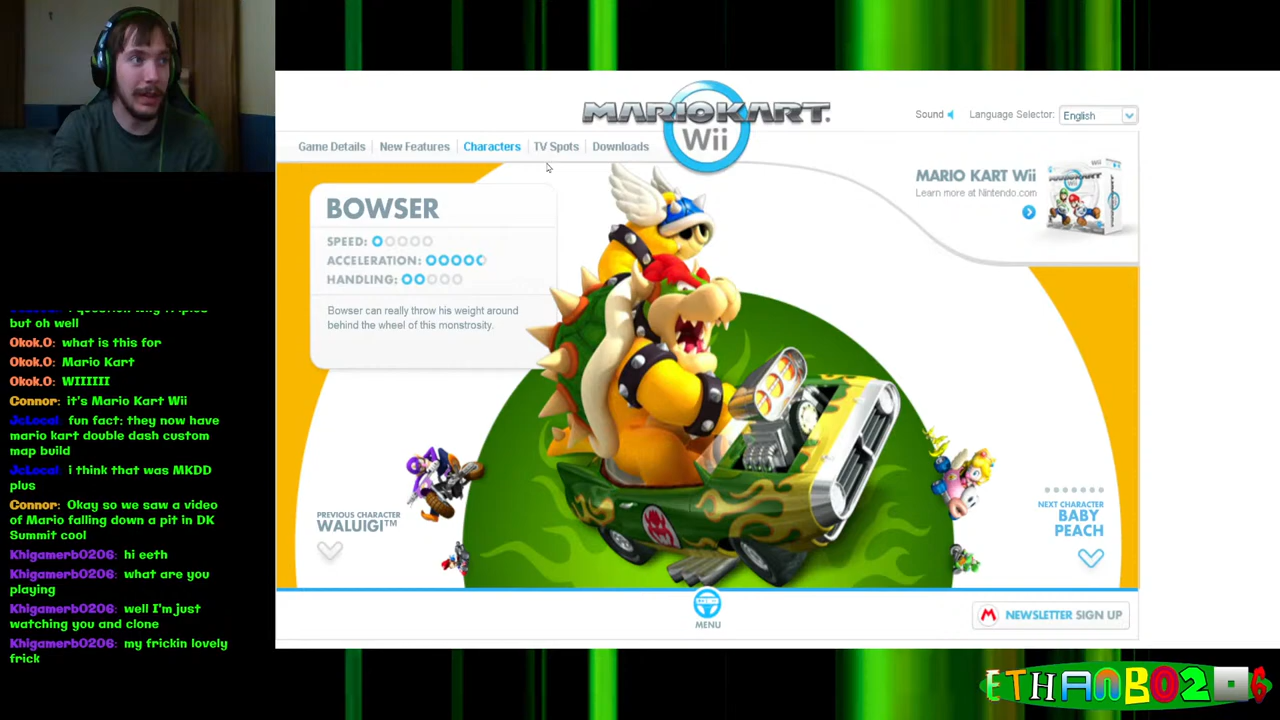 MARIOKART
Wii
Sound
Language Selector:
English
Game Details
New Features
Characters
TV Spots
Downloads
BOWSER
SPEED:
ACCELERATION:
HANDLING:
Bowser can really throw his weight around
behind the wheel of this monstrosity.
MARIO KART Wii
Learn more at Nintendo.com
Wii
MARIOKART
but oh well
Okok.O: what is this for
Okok.O: Mario Kart
Okok.O: WIIIIII
Connor: it's Mario Kart Wii
JcLocal: fun fact: they now have
mario kart double dash custom
map build
JcLocal: i think that was MKDD
plus
Connor: Okay so we saw a video
of Mario falling down a pit in DK
Summit cool
Khigamerb0206: hi eeth
Khigamerb0206: what are you
playing
Khigamerb0206: well I'm just
watching you and clone
Khigamerb0206: my frickin lovely
frick
PREVIOUS CHARACTER
WALUIGI™
NEXT CHARACTER
BABY
PEACH
MENU
M NEWSLETTER SIGN UP
ETHANB0206